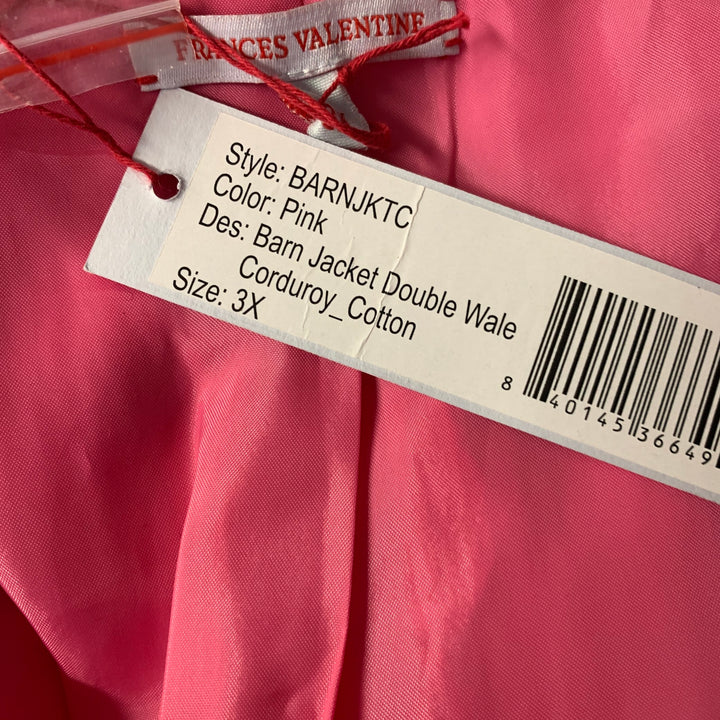 FRANCES VALENTINE
Style: BARNJKTC
Color: Pink
Des: Barn Jacket Double Wale
Corduroy_Cotton
Size: 3X
8 40145 36649